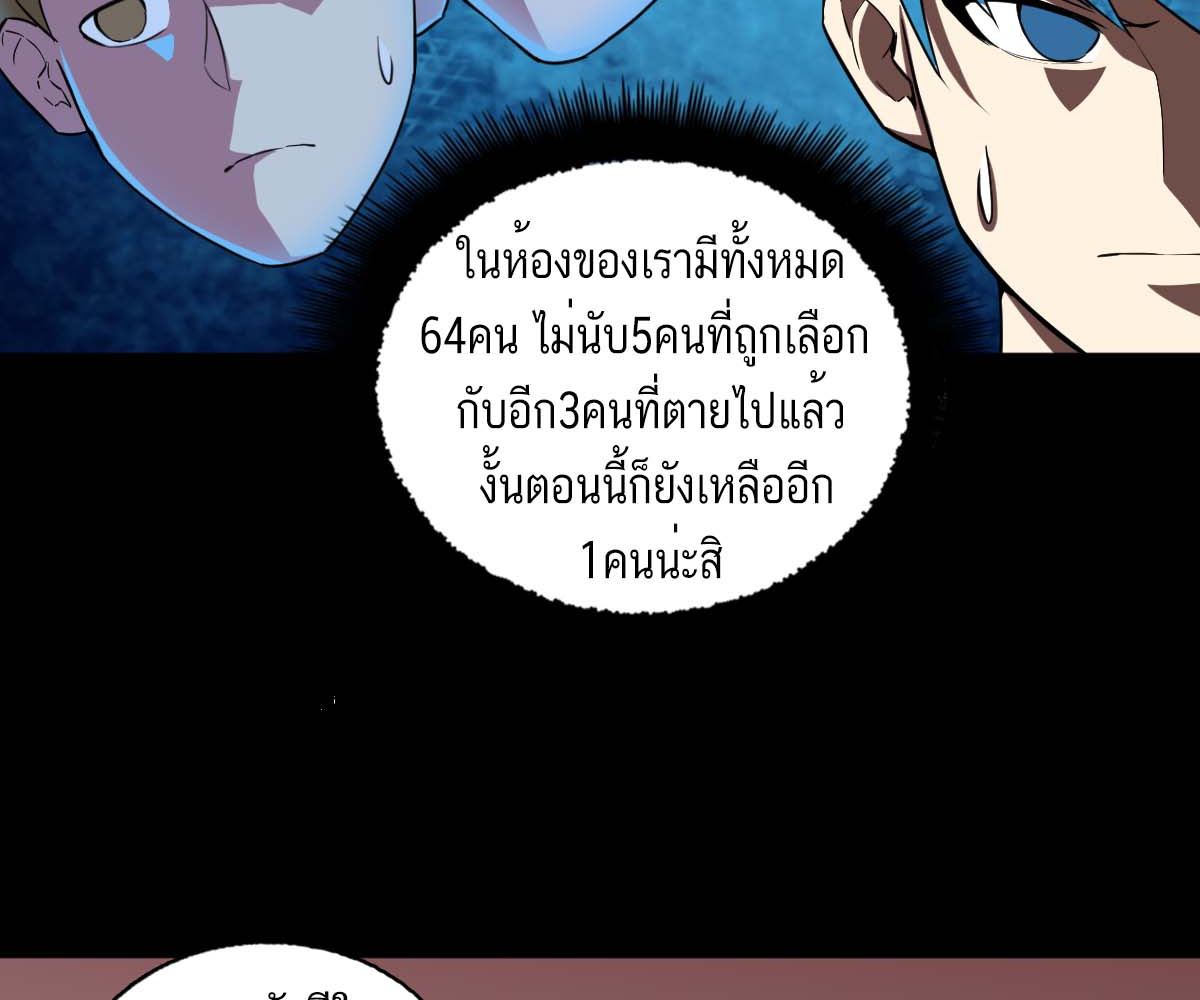 ในห้องของเรามีทั้งหมด
64คน ไม่นับ5คนที่ถูกเลือก
กับอีก3คนที่ตายไปแล้ว
งั้นตอนนี้ก็ยังเหลืออีก
1คนน่ะสิ